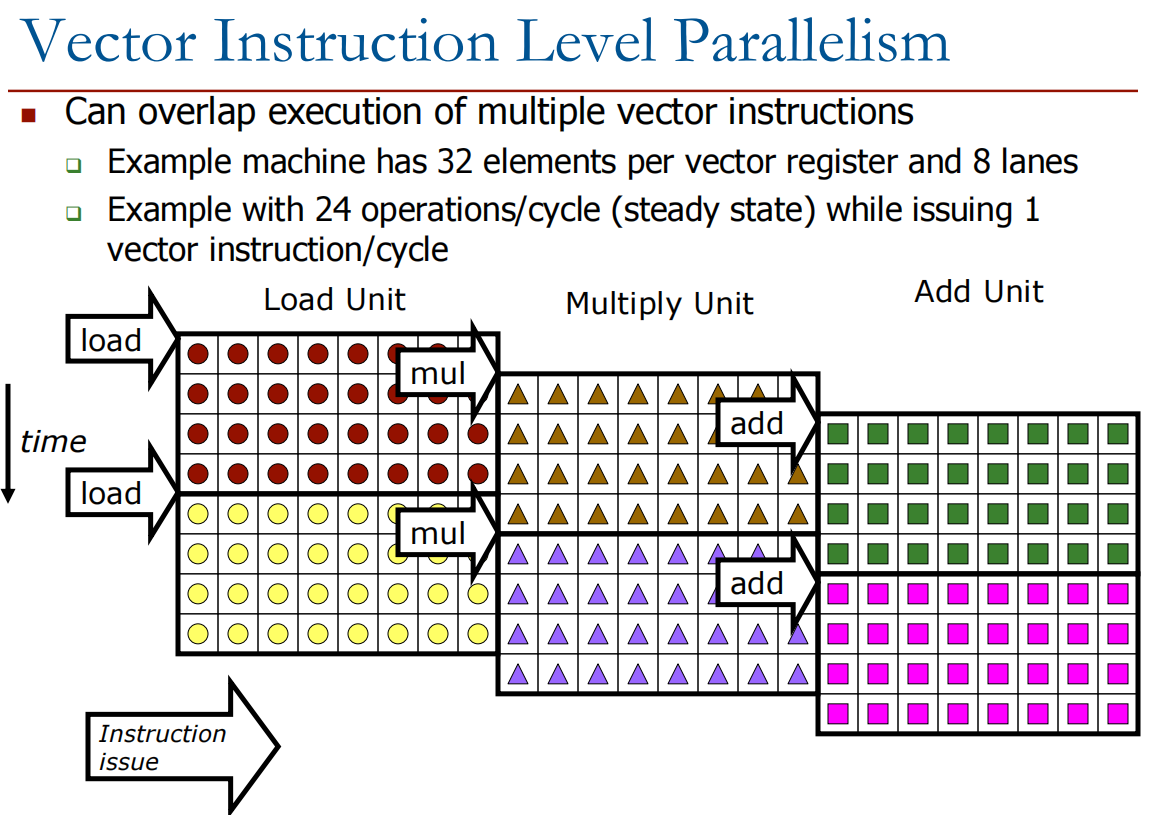 Vector Instruction Level Parallelism
Can overlap execution of multiple vector instructions
Example machine has 32 elements per vector register and 8 lanes
Example with 24 operations/cycle (steady state) while issuing 1
vector instruction/cycle
Load Unit
Multiply Unit
Add Unit
load
mul
add
time
load
mul
add
Instruction
issue